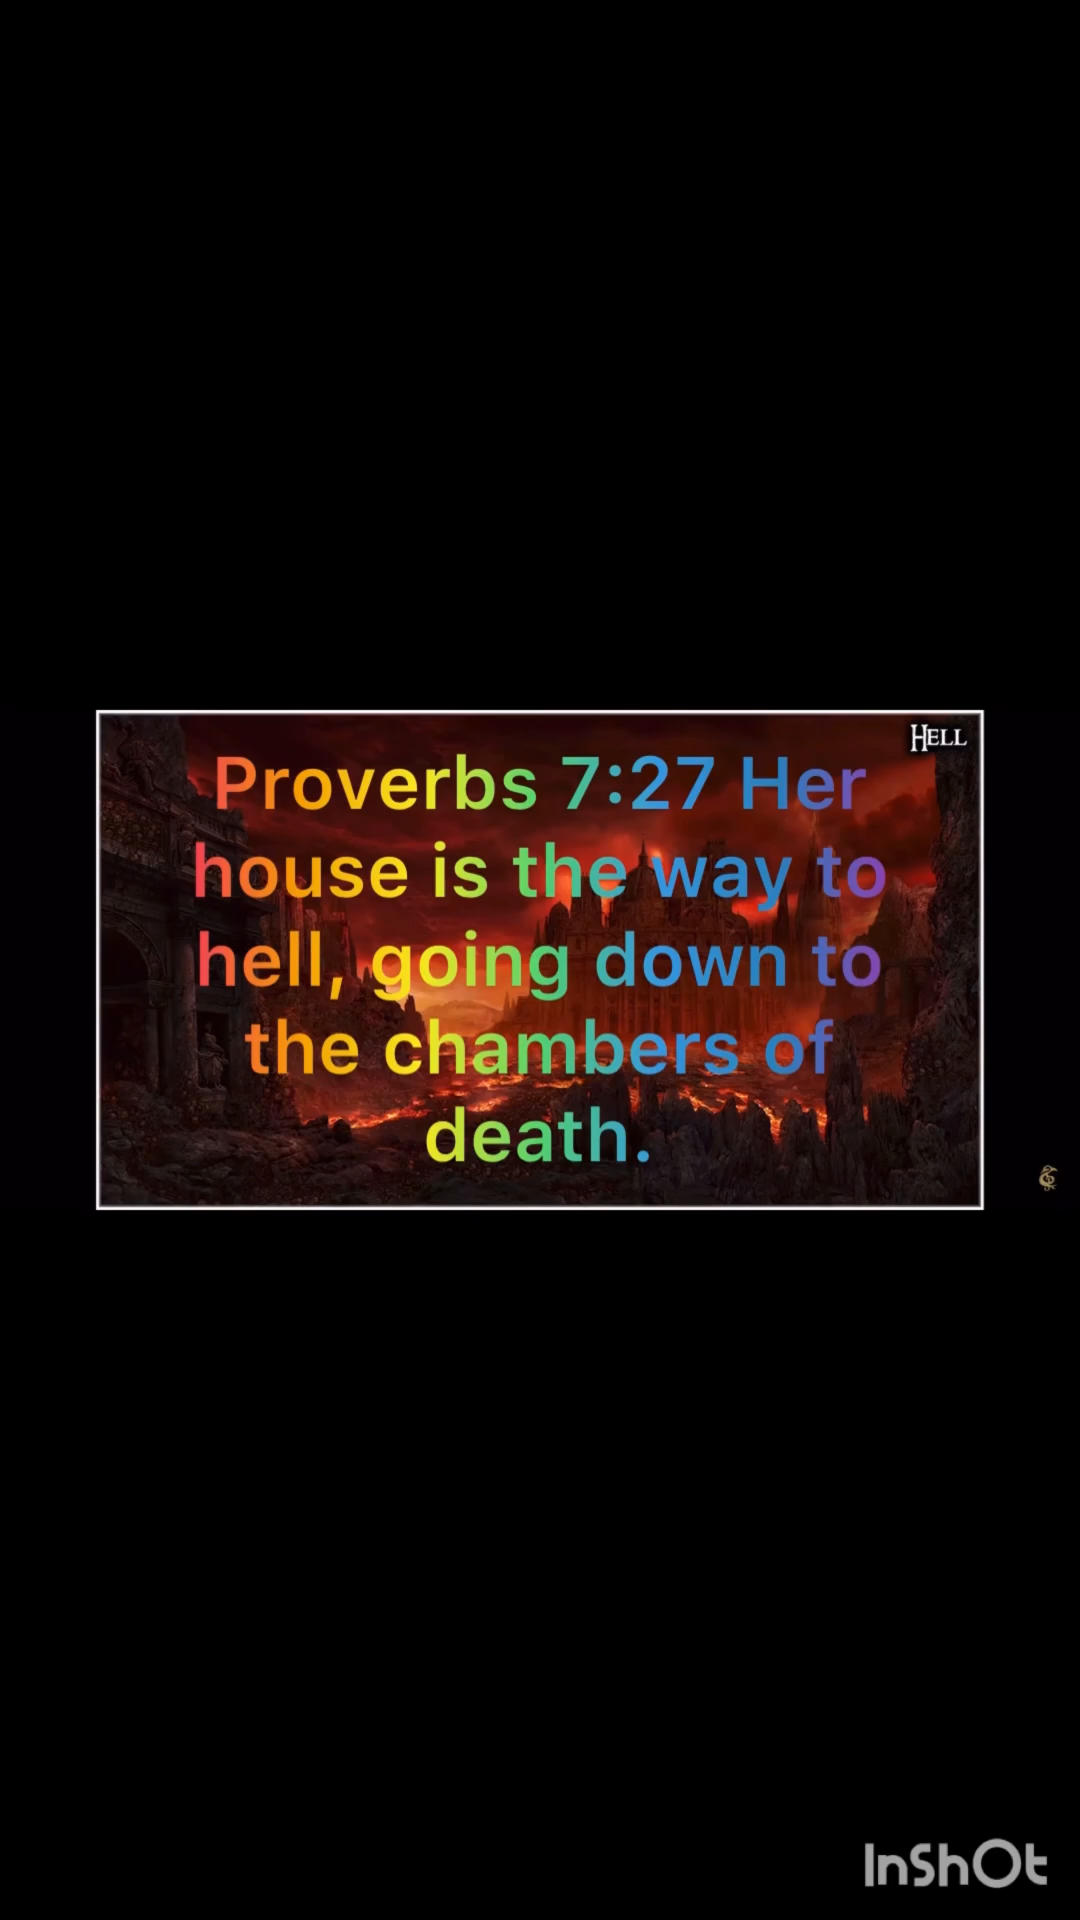 HELL
Proverbs 7:27 Her
house is the way to
hell, going down to
the chambers of
death.
InShOt